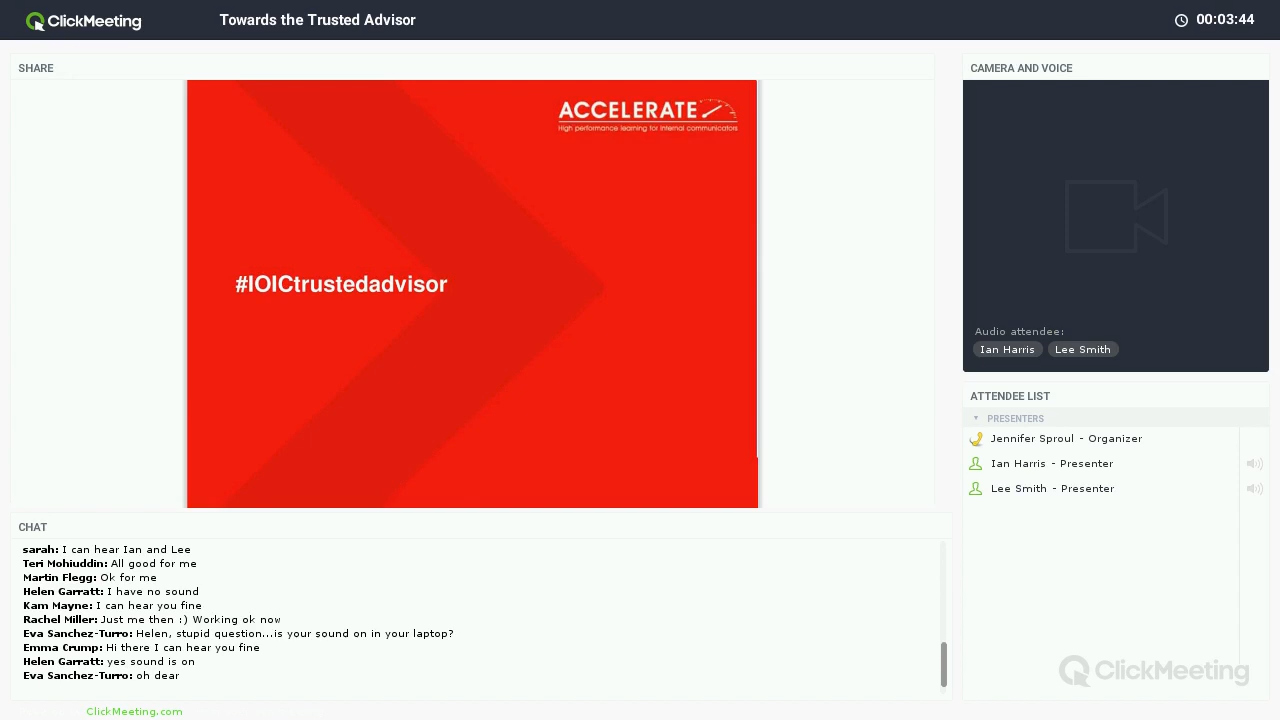 ClickMeeting
Towards the Trusted Advisor
00:03:44
SHARE
ACCELERATE
High performance learning for internal communicators
#IOICtrustedadvisor
CAMERA AND VOICE
Audio attendee:
Ian Harris Lee Smith
ATTENDEE LIST
PRESENTERS
Jennifer Sproul - Organizer
Ian Harris - Presenter
Lee Smith - Presenter
CHAT
sarah: I can hear Ian and Lee
Teri Mohiuddin: All good for me
Martin Flegg: Ok for me
Helen Garratt: I have no sound
Kam Mayne: I can hear you fine
Rachel Miller: Just me then :) Working ok now
Eva Sanchez-Turro: Helen, stupid question...is your sound on in your laptop?
Emma Crump: Hi there I can hear you fine
Helen Garratt: yes sound is on
Eva Sanchez-Turro: oh dear
ClickMeeting
ClickMeeting.com